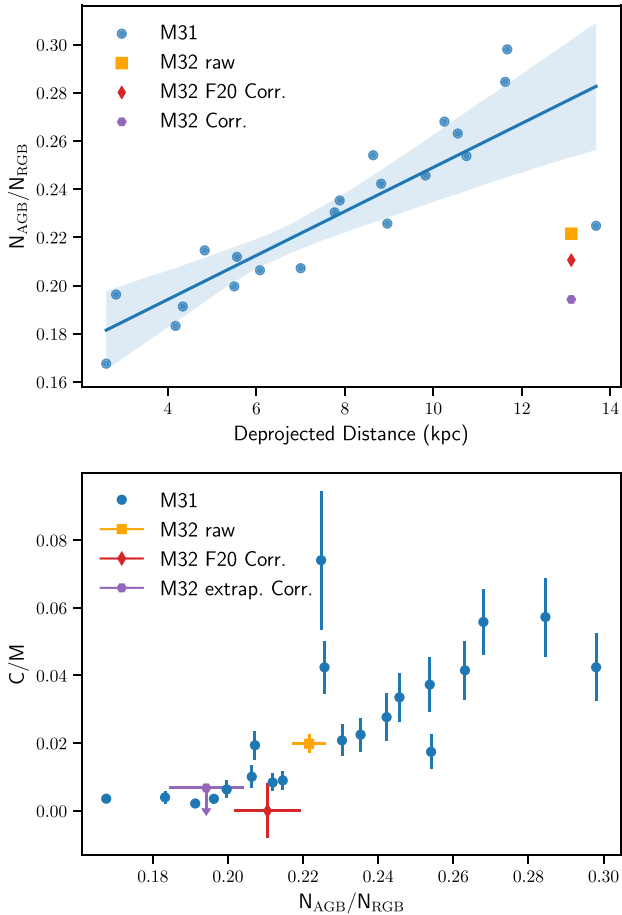 M31
M32 raw
M32 F20 Corr.
M32 Corr.
0.30
0.28
0.26
0.24
0.22
0.20
0.18
0.16
N_AGB/N_RGB
4 6 8 10 12 14
Deprojected Distance (kpc)
M31
M32 raw
M32 F20 Corr.
M32 extrap. Corr.
0.08
0.06
0.04
0.02
0.00
C/M
0.18 0.20 0.22 0.24 0.26 0.28 0.30
N_AGB/N_RGB